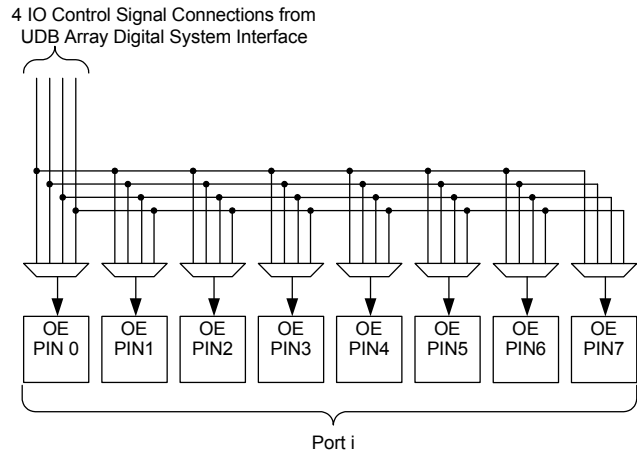 4 IO Control Signal Connections from
UDB Array Digital System Interface
OE OE OE OE OE OE OE OE
PIN 0 PIN1 PIN2 PIN3 PIN4 PIN5 PIN6 PIN7
Port i